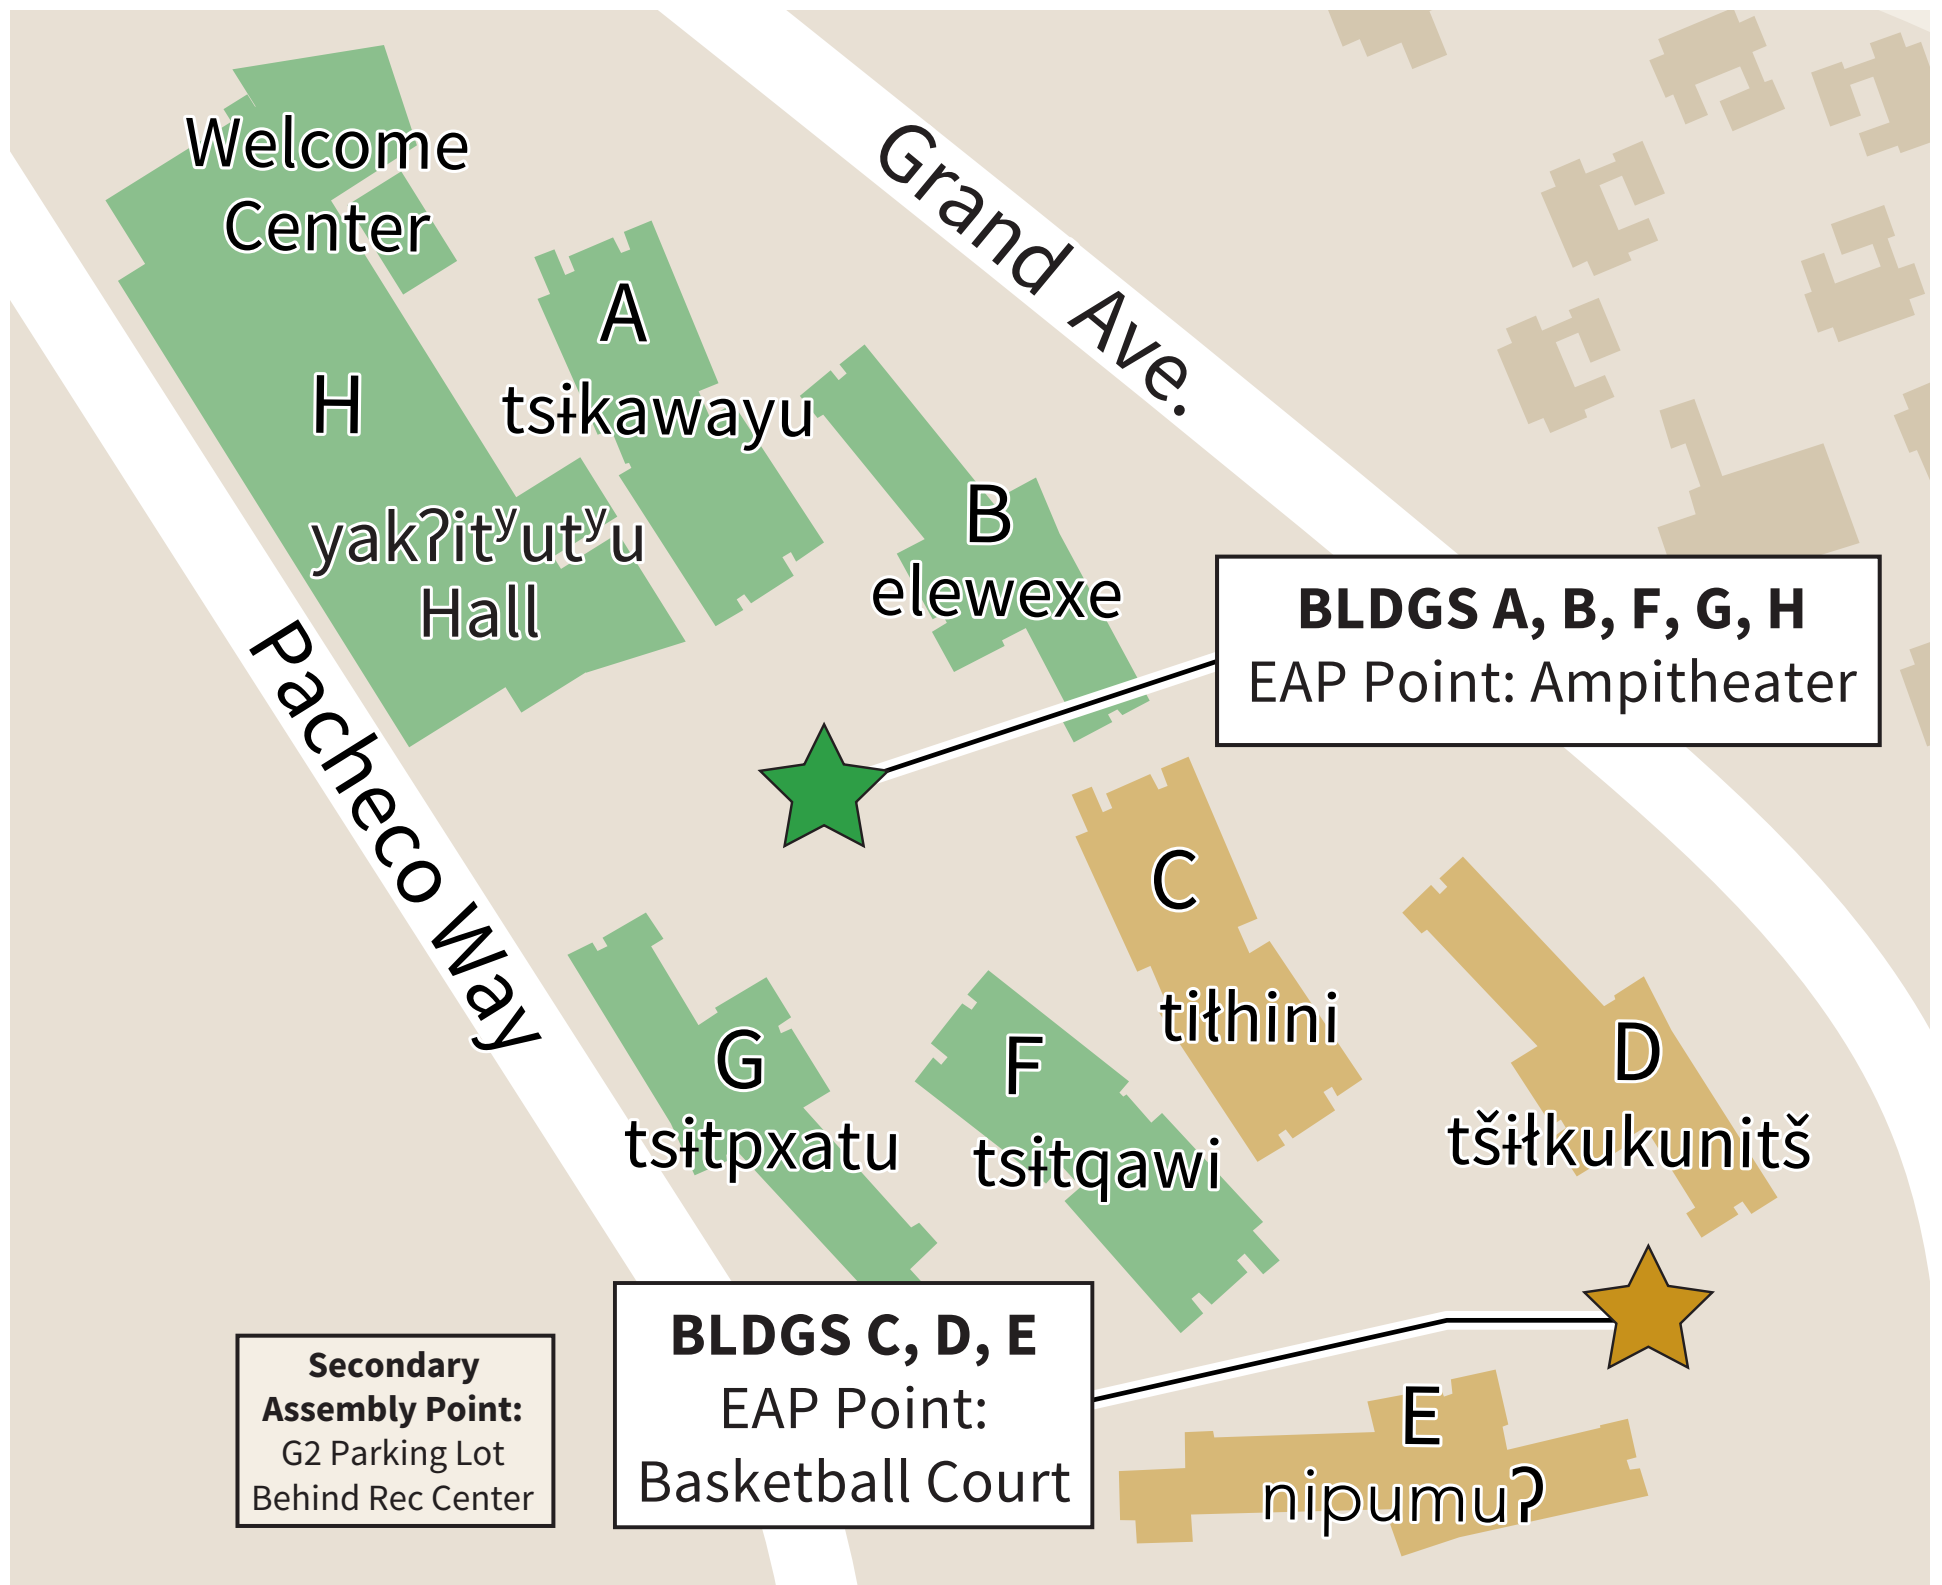 Welcome
Center
Grand Ave.
A
tsɨkawayu
H
yakʔitʸutʸu
Hall
B
elewexe
BLDGS A, B, F, G, H
EAP Point: Ampitheater
Pacheco Way
C
tiłhini
G
tsɨtpxatu
F
tsɨtqawi
D
tšɨłkukunitš
BLDGS C, D, E
EAP Point:
Basketball Court
Secondary
Assembly Point:
G2 Parking Lot
Behind Rec Center
E
nipumuʔ